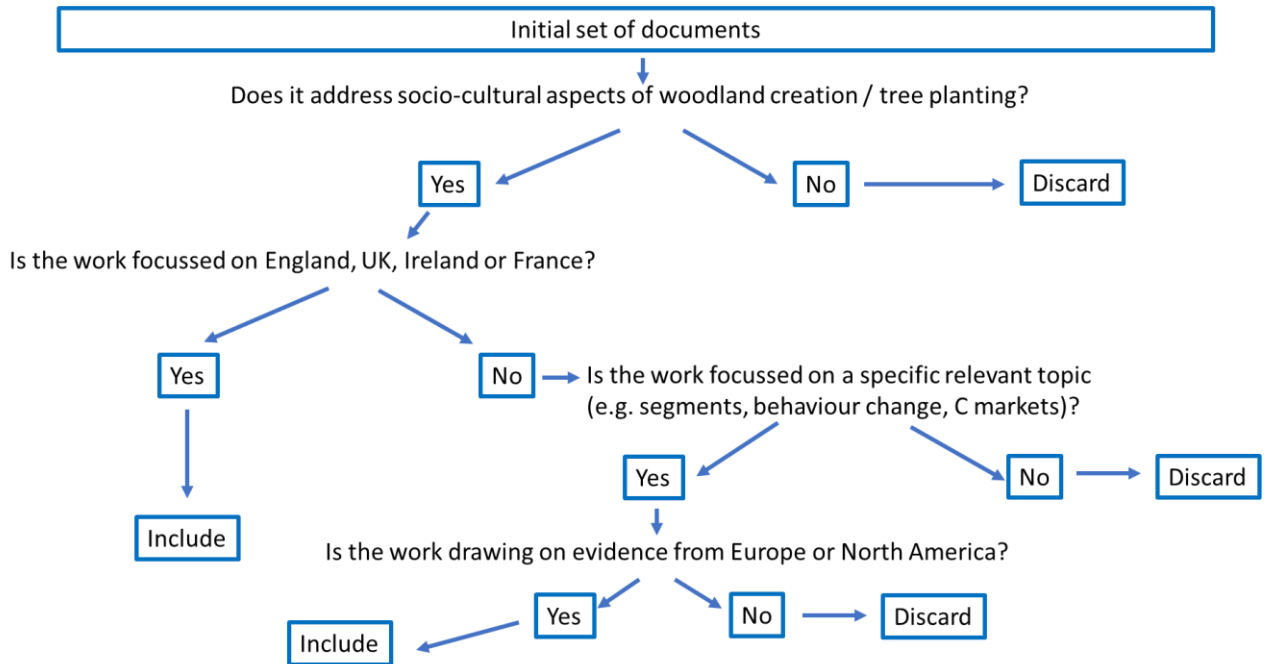 Initial set of documents
Does it address socio-cultural aspects of woodland creation / tree planting?
Yes
No
Discard
Is the work focussed on England, UK, Ireland or France?
Yes
No
Is the work focussed on a specific relevant topic
(e.g. segments, behaviour change, C markets)?
Yes
No
Discard
Include
Is the work drawing on evidence from Europe or North America?
Yes
No
Discard
Include